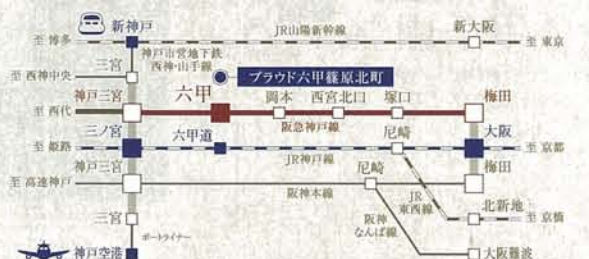 新神戸
JR山陽新幹線
新大阪
至 博多
至 東京
三宮
神戸市営地下鉄
西神・山手線
至 西神中央
プラウド六甲篠原北町
神戸三宮
六甲
岡本
西宮北口
塚口
梅田
至 西代
阪急神戸線
三ノ宮
六甲道
尼崎
大阪
至 姫路
JR神戸線
至 京都
神戸三宮
尼崎
梅田
至 高速神戸
阪神本線
JR
東西線
北新地
三宮
至 京橋
ポートライナー
阪神
なんば線
神戸空港
大阪難波